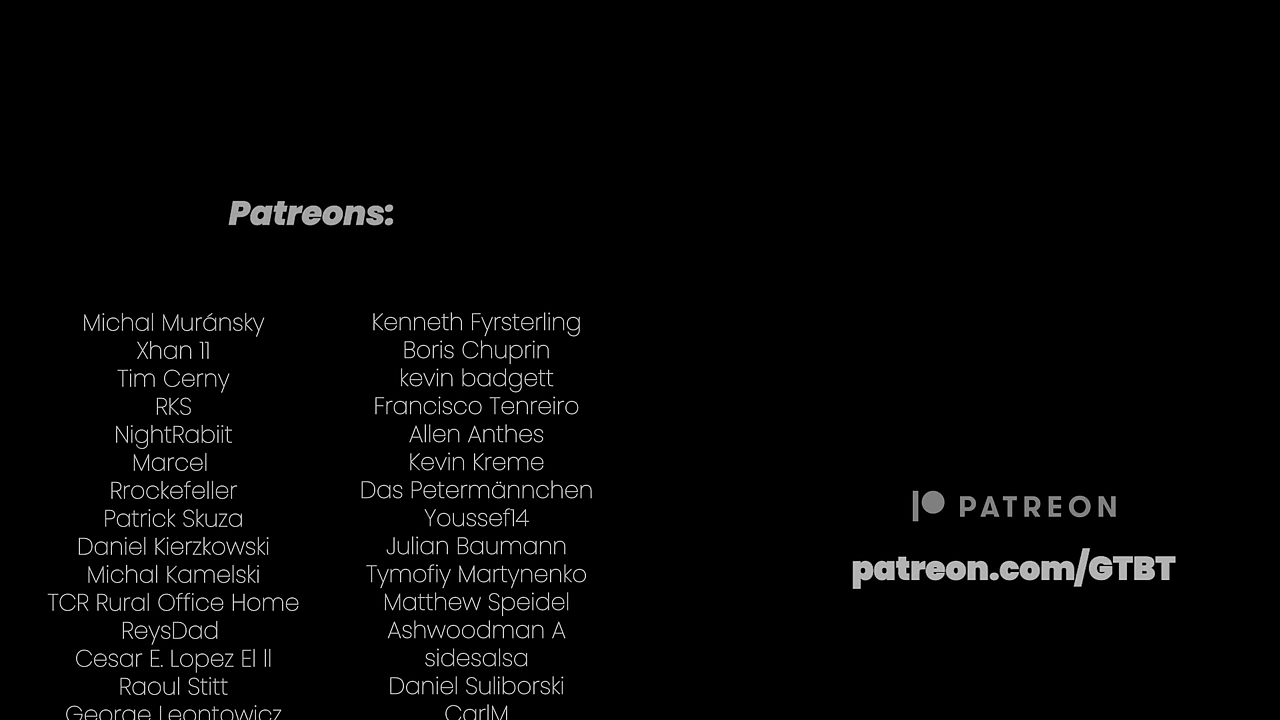 Patreons:
Michal Muránsky
Xhan 11
Tim Cerny
RKS
NightRabiit
Marcel
Rrockefeller
Patrick Skuza
Daniel Kierzkowski
Michal Kamelski
TCR Rural Office Home
ReysDad
Cesar E. Lopez El ll
Raoul Stitt
George Leontowicz
Kenneth Fyrsterling
Boris Chuprin
kevin badgett
Francisco Tenreiro
Allen Anthes
Kevin Kreme
Das Petermännchen
Youssef14
Julian Baumann
Tymofiy Martynenko
Matthew Speidel
Ashwoodman A
sidesalsa
Daniel Suliborski
CarlM
PATREON
patreon.com/GTBT